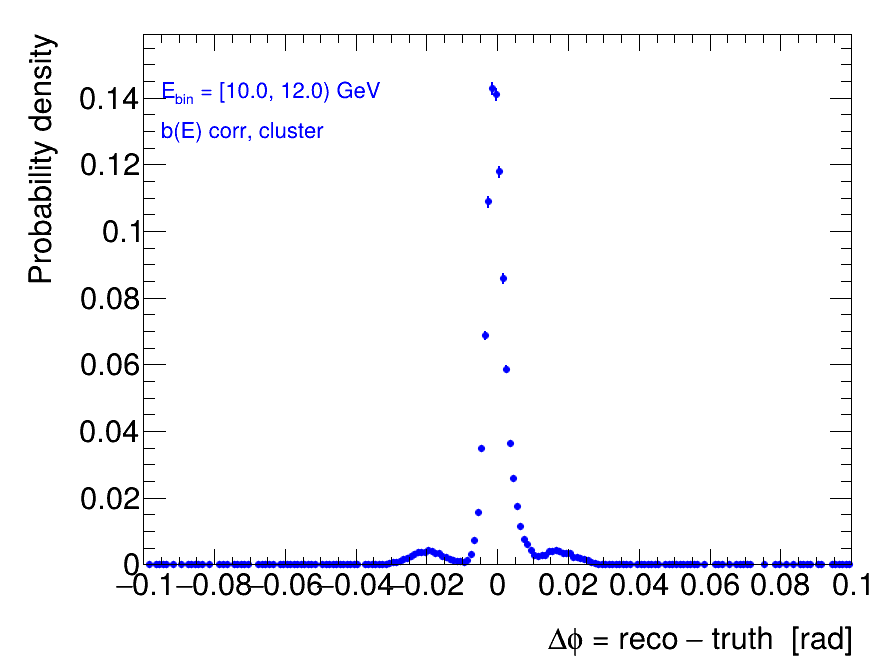 Probability density
0.14
0.12
0.1
0.08
0.06
0.04
0.02
0
E_bin = [10.0, 12.0) GeV
b(E) corr, cluster
−0.1 −0.08 −0.06 −0.04 −0.02 0 0.02 0.04 0.06 0.08 0.1
Δϕ = reco − truth [rad]